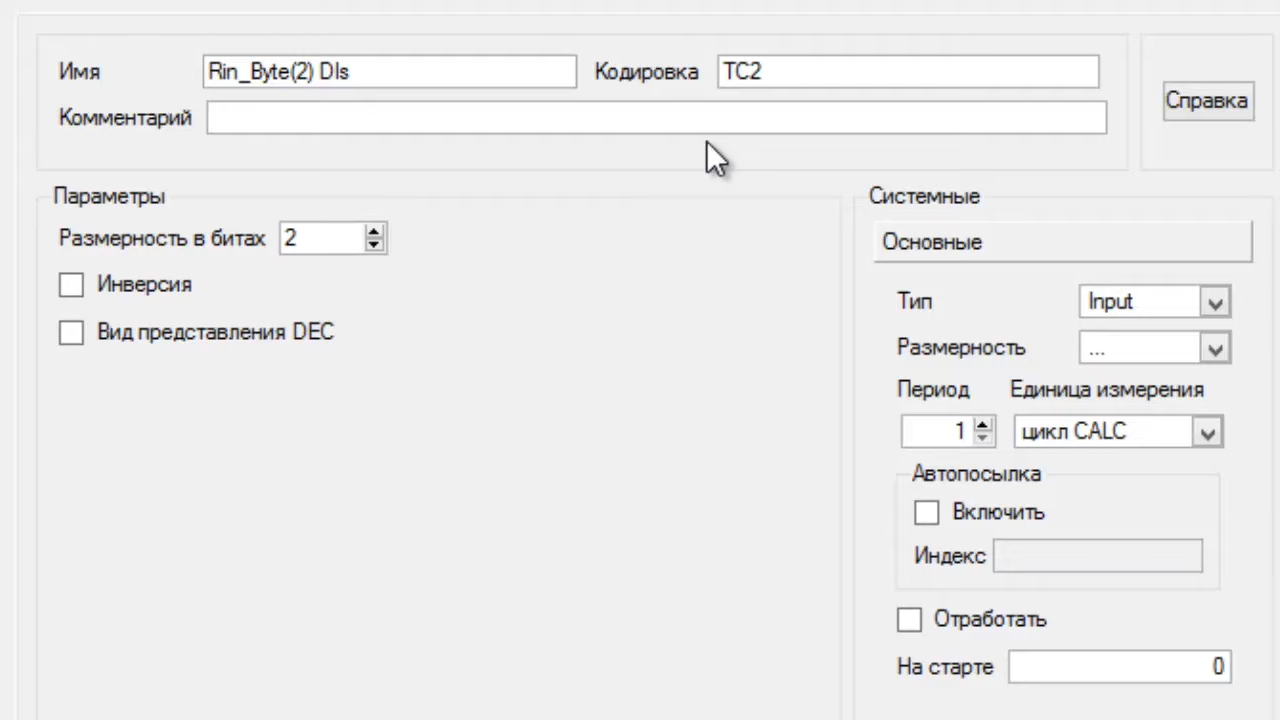 Имя Rin_Byte(2) DIs Кодировка TC2
Комментарий
Справка
Параметры
Размерность в битах 2
Инверсия
Вид представления DEC
Системные
Основные
Тип Input
Размерность ...
Период Единица измерения
1 цикл CALC
Автопосылка
Включить
Индекс
Отработать
На старте 0